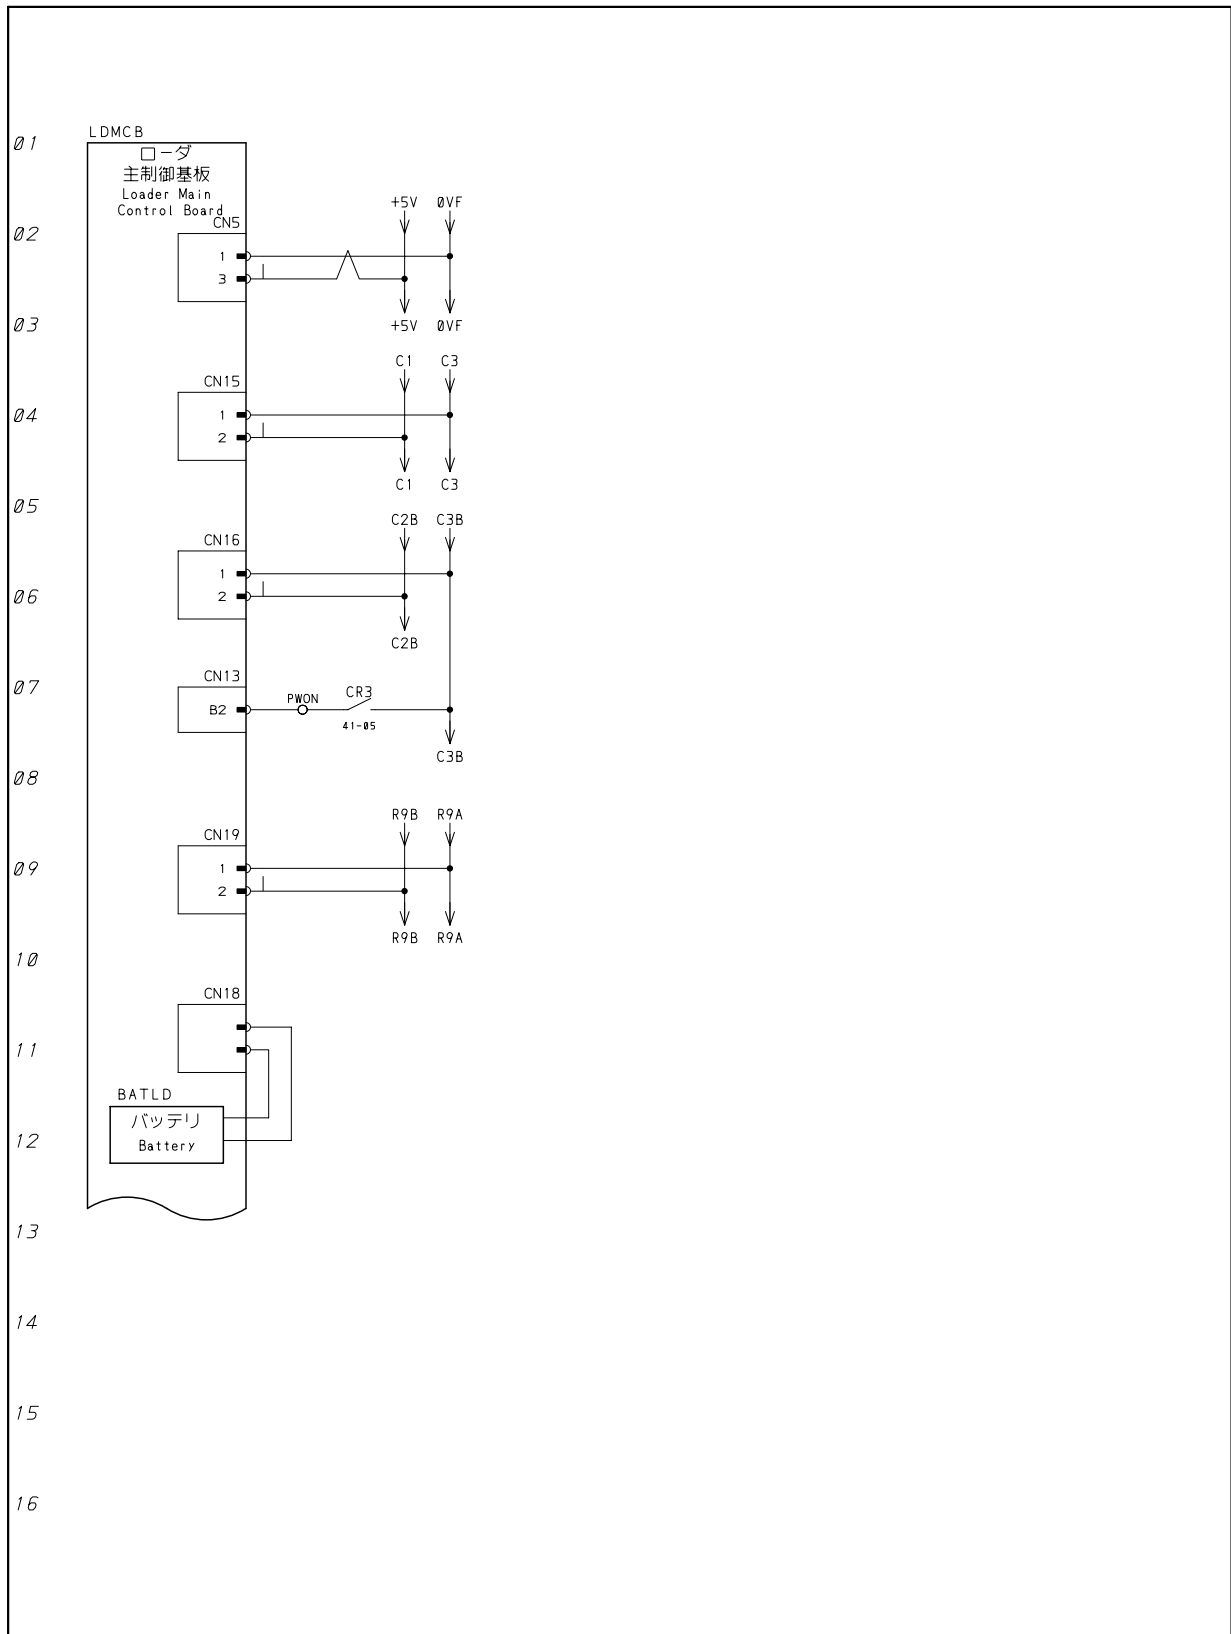 LDMCB
01
ローダ
主制御基板
Loader Main
Control Board
CN5
+5V 0VF
02
1
3
+5V 0VF
03
C1 C3
CN15
04
1
2
C1 C3
05
C2B C3B
CN16
1
06
2
C2B
CN13
07
PWON CR3
B2
41-05
C3B
08
R9B R9A
CN19
09
1
2
R9B R9A
10
CN18
11
BATLD
バッテリ
12
Battery
13
14
15
16